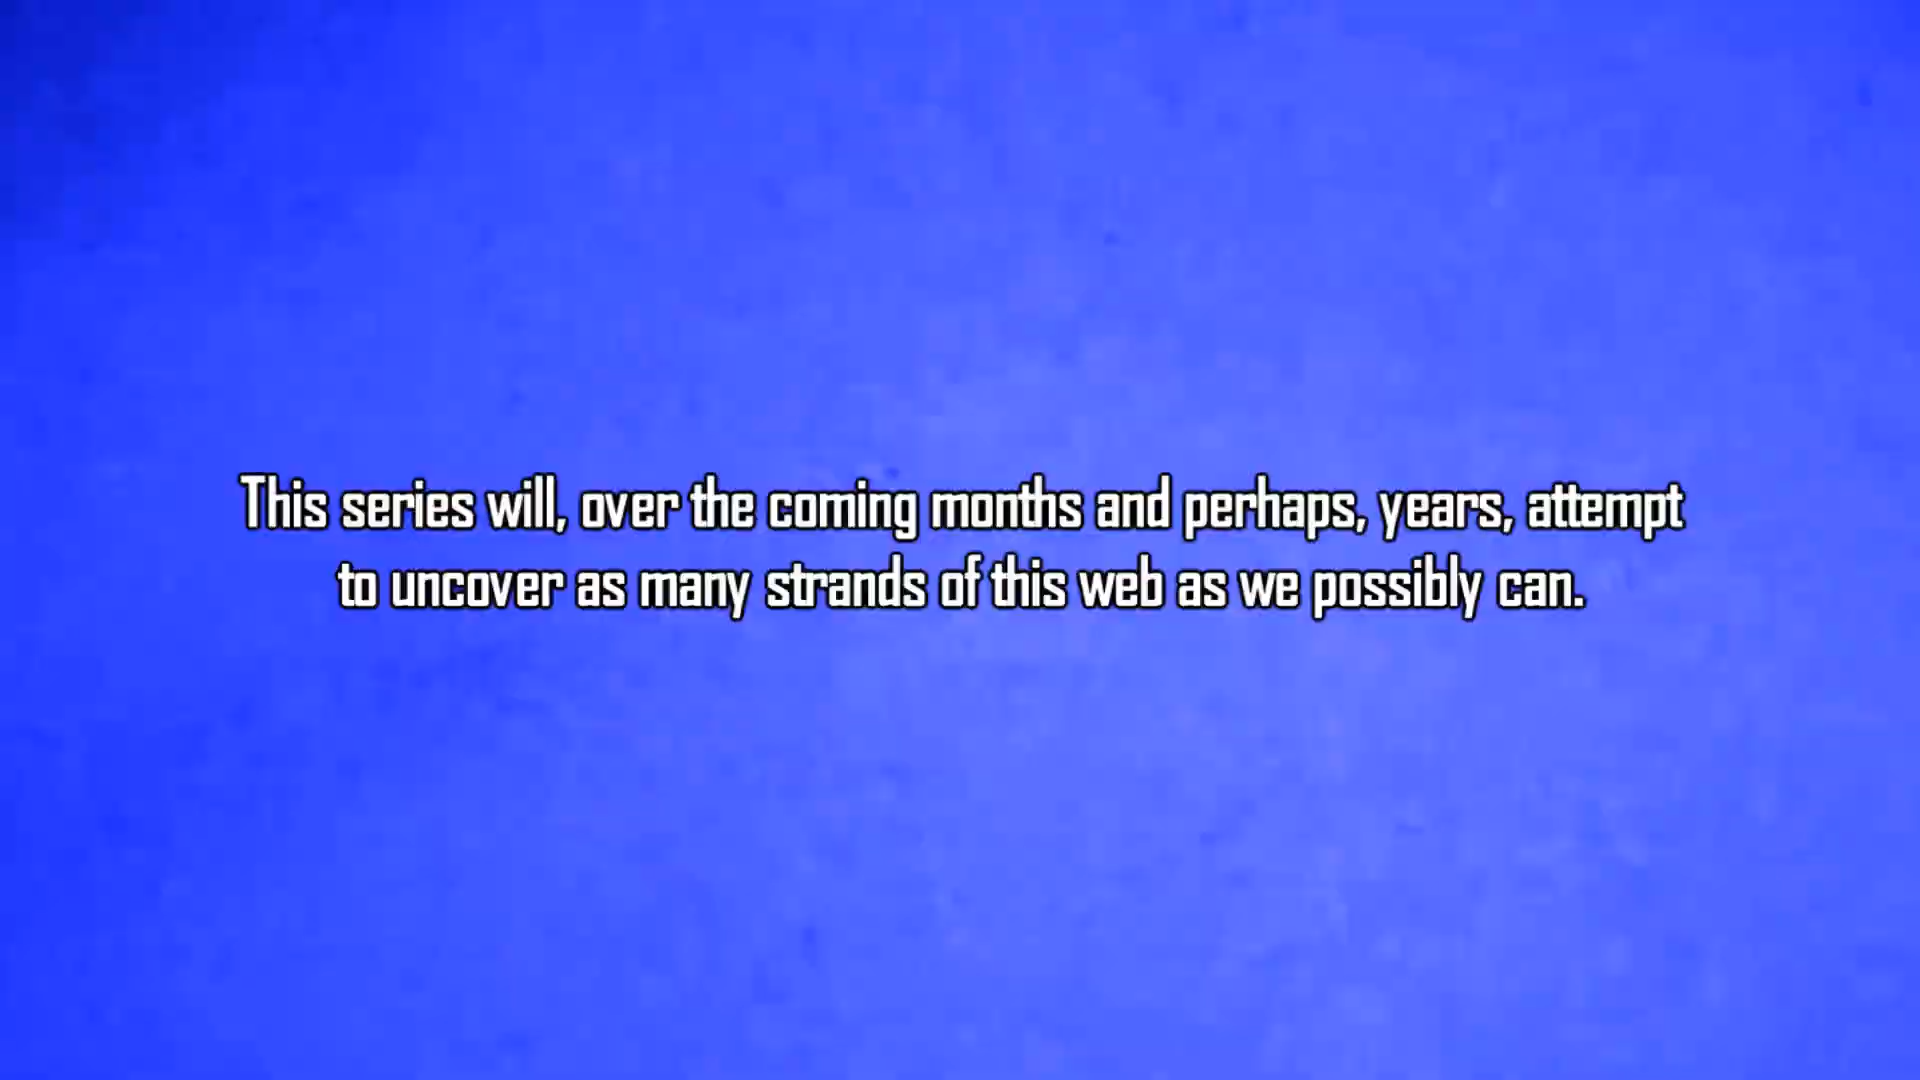 This series will, over the coming months and perhaps, years, attempt
to uncover as many strands of this web as we possibly can.